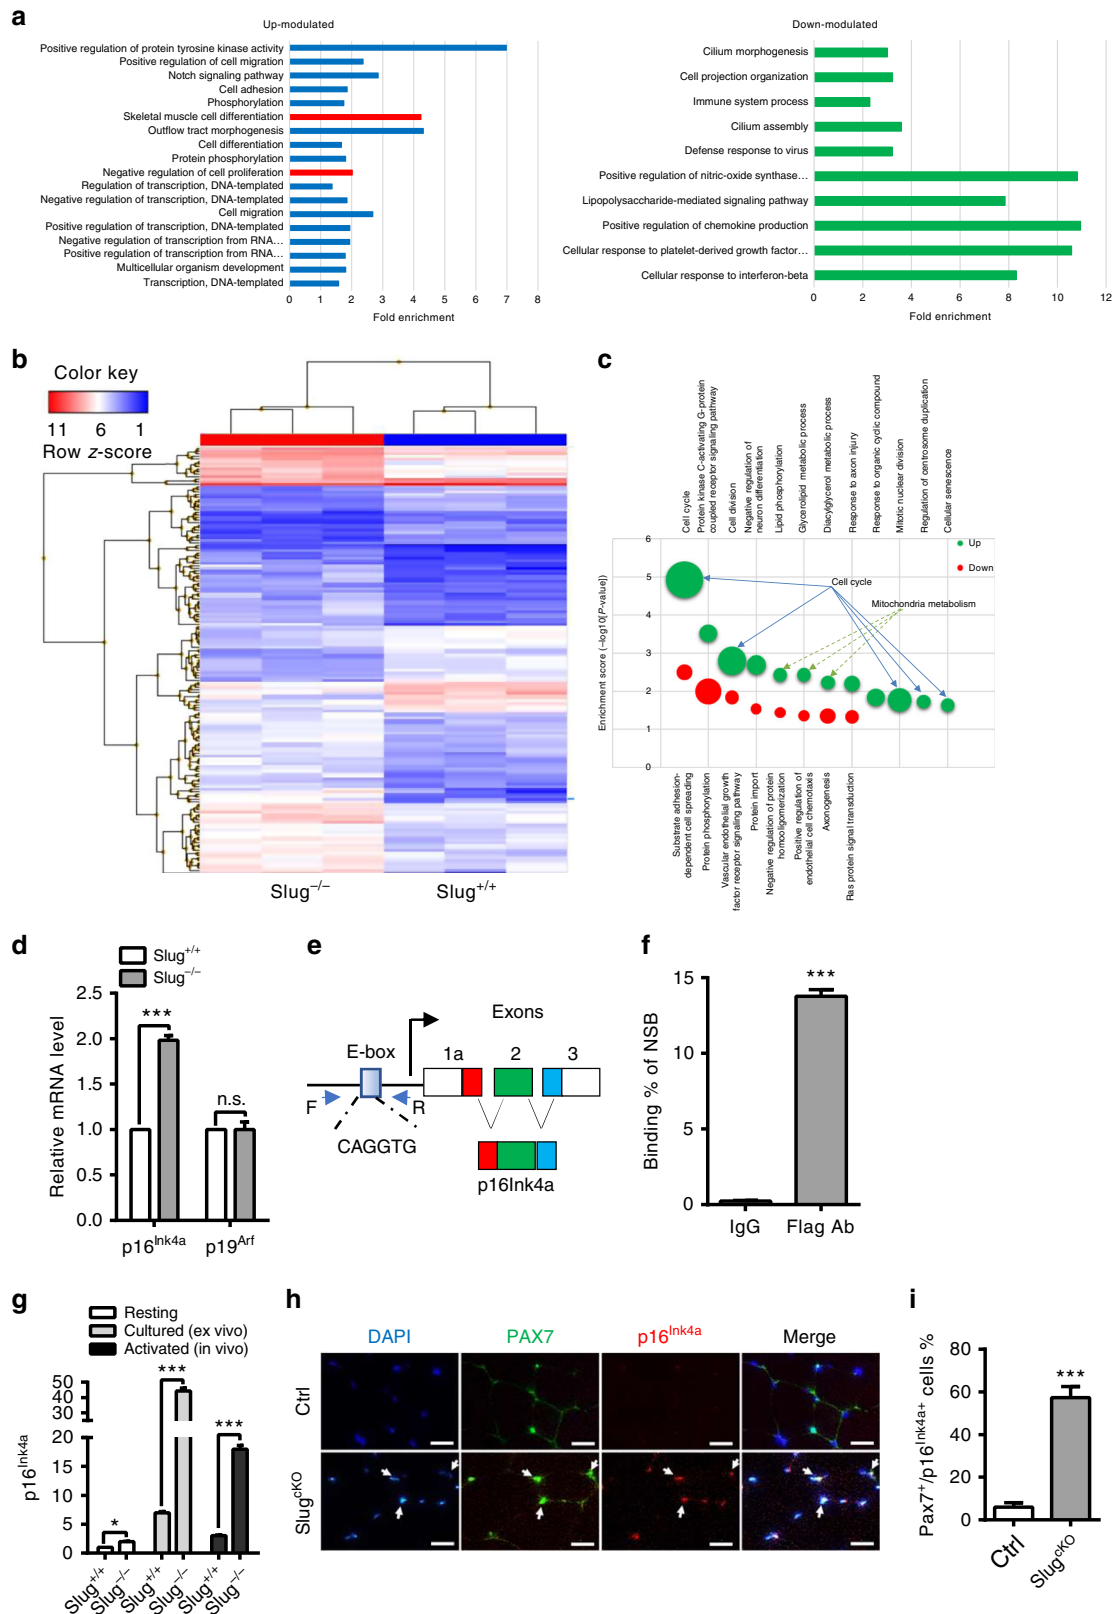 a
Up-modulated
Positive regulation of protein tyrosine kinase activity
Positive regulation of cell migration
Notch signaling pathway
Cell adhesion
Phosphorylation
Skeletal muscle cell differentiation
Outflow tract morphogenesis
Cell differentiation
Protein phosphorylation
Negative regulation of cell proliferation
Regulation of transcription, DNA-templated
Negative regulation of transcription, DNA-templated
Cell migration
Positive regulation of transcription, DNA-templated
Negative regulation of transcription from RNA…
Positive regulation of transcription from RNA…
Multicellular organism development
Transcription, DNA-templated
0 1 2 3 4 5 6 7 8
Fold enrichment
Down-modulated
Cilium morphogenesis
Cell projection organization
Immune system process
Cilium assembly
Defense response to virus
Positive regulation of nitric-oxide synthase…
Lipopolysaccharide-mediated signaling pathway
Positive regulation of chemokine production
Cellular response to platelet-derived growth factor…
Cellular response to interferon-beta
0 2 4 6 8 10 12
Fold enrichment
b
Color key
11 6 1
Row z-score
Slug–/–
Slug+/+
c
Cell cycle
Protein kinase C-activating G-protein
coupled receptor signaling pathway
Cell division
Negative regulation of
neuron differentiation
Lipid phosphorylation
Glycerolipid metabolic process
Diacylglycerol metabolic process
Response to axon injury
Response to organic cyclic compound
Mitotic nuclear division
Regulation of centrosome duplication
Cellular senescence
Enrichment score (–log10[P-value])
6
5
4
3
2
1
0
Up
Down
Cell cycle
Mitochondria metabolism
Substrate adhesion-
dependent cell spreading
Protein phosphorylation
Vascular endothelial growth
factor receptor signaling pathway
Protein import
Negative regulation of protein
homooligomerization
Positive regulation of
endothelial cell chemotaxis
Axonogenesis
Ras protein signal transduction
d
Slug+/+
Slug–/–
Relative mRNA level
2.5
2.0
1.5
1.0
0.5
0.0
***
n.s.
p16Ink4a
p19Arf
e
Exons
E-box
1a 2 3
F R
CAGGTG
p16Ink4a
f
Binding % of NSB
15
15
5
0
***
IgG
Flag Ab
g
Resting
Cultured (ex vivo)
Activated (in vivo)
p16Ink4a
50
40
30
20
15
10
5
0
*
***
***
Slug+/+
Slug–/–
Slug+/+
Slug–/–
Slug+/+
Slug–/–
h
DAPI PAX7 p16Ink4a Merge
Ctrl
SlugcKO
i
Pax7+/p16Ink4a+ cells %
80
60
40
20
0
***
Ctrl
SlugcKO